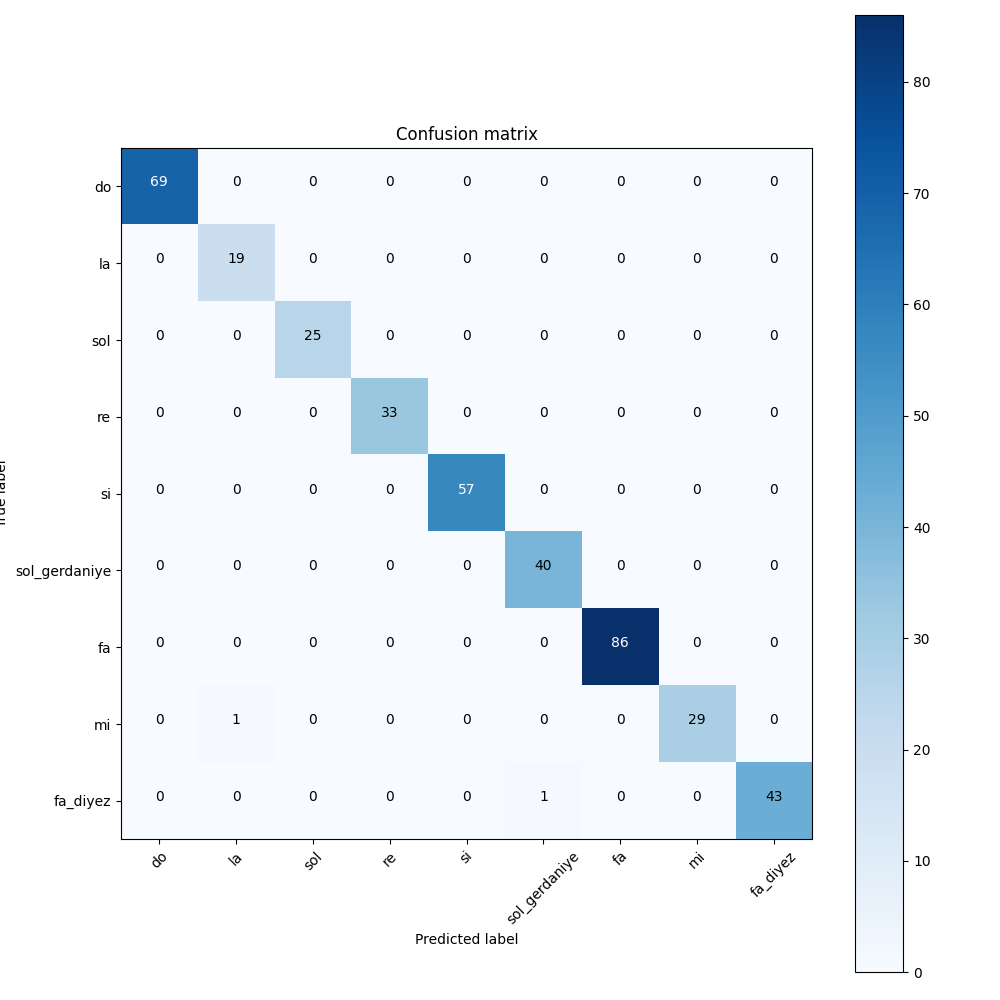 Confusion matrix
do 69 0 0 0 0 0 0 0 0
la 0 19 0 0 0 0 0 0 0
sol 0 0 25 0 0 0 0 0 0
re 0 0 0 33 0 0 0 0 0
si 0 0 0 0 57 0 0 0 0
sol_gerdaniye 0 0 0 0 0 40 0 0 0
fa 0 0 0 0 0 0 86 0 0
mi 0 1 0 0 0 0 0 29 0
fa_diyez 0 0 0 0 0 1 0 0 43
do la sol re si sol_gerdaniye fa mi fa_diyez
Predicted label
label
80
70
60
50
40
30
20
10
0